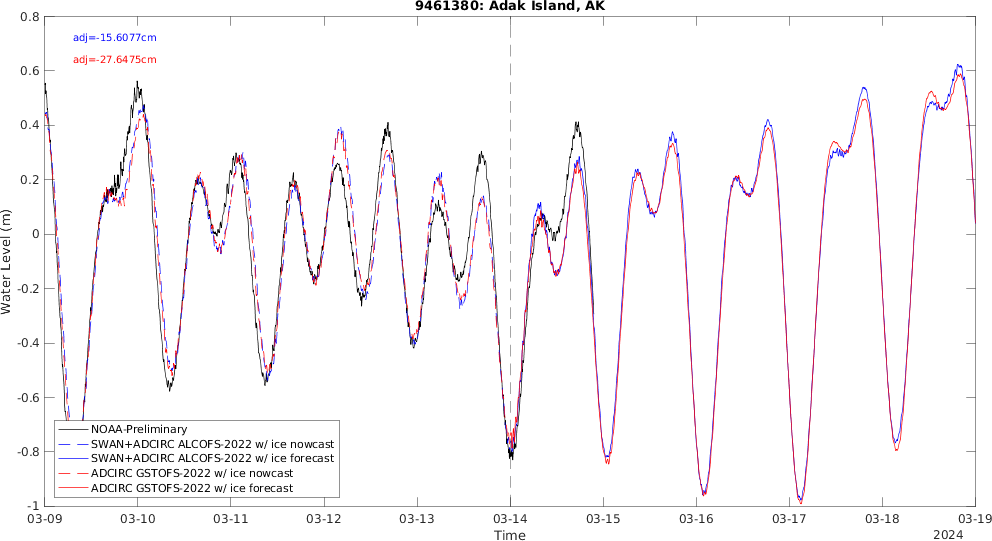 9461380: Adak Island, AK
adj=-15.6077cm
adj=-27.6475cm
Water Level (m)
0.8
0.6
0.4
0.2
0
-0.2
-0.4
-0.6
-0.8
-1
NOAA-Preliminary
SWAN+ADCIRC ALCOFS-2022 w/ ice nowcast
SWAN+ADCIRC ALCOFS-2022 w/ ice forecast
ADCIRC GSTOFS-2022 w/ ice nowcast
ADCIRC GSTOFS-2022 w/ ice forecast
03-09 03-10 03-11 03-12 03-13 03-14 03-15 03-16 03-17 03-18 03-19
Time
2024